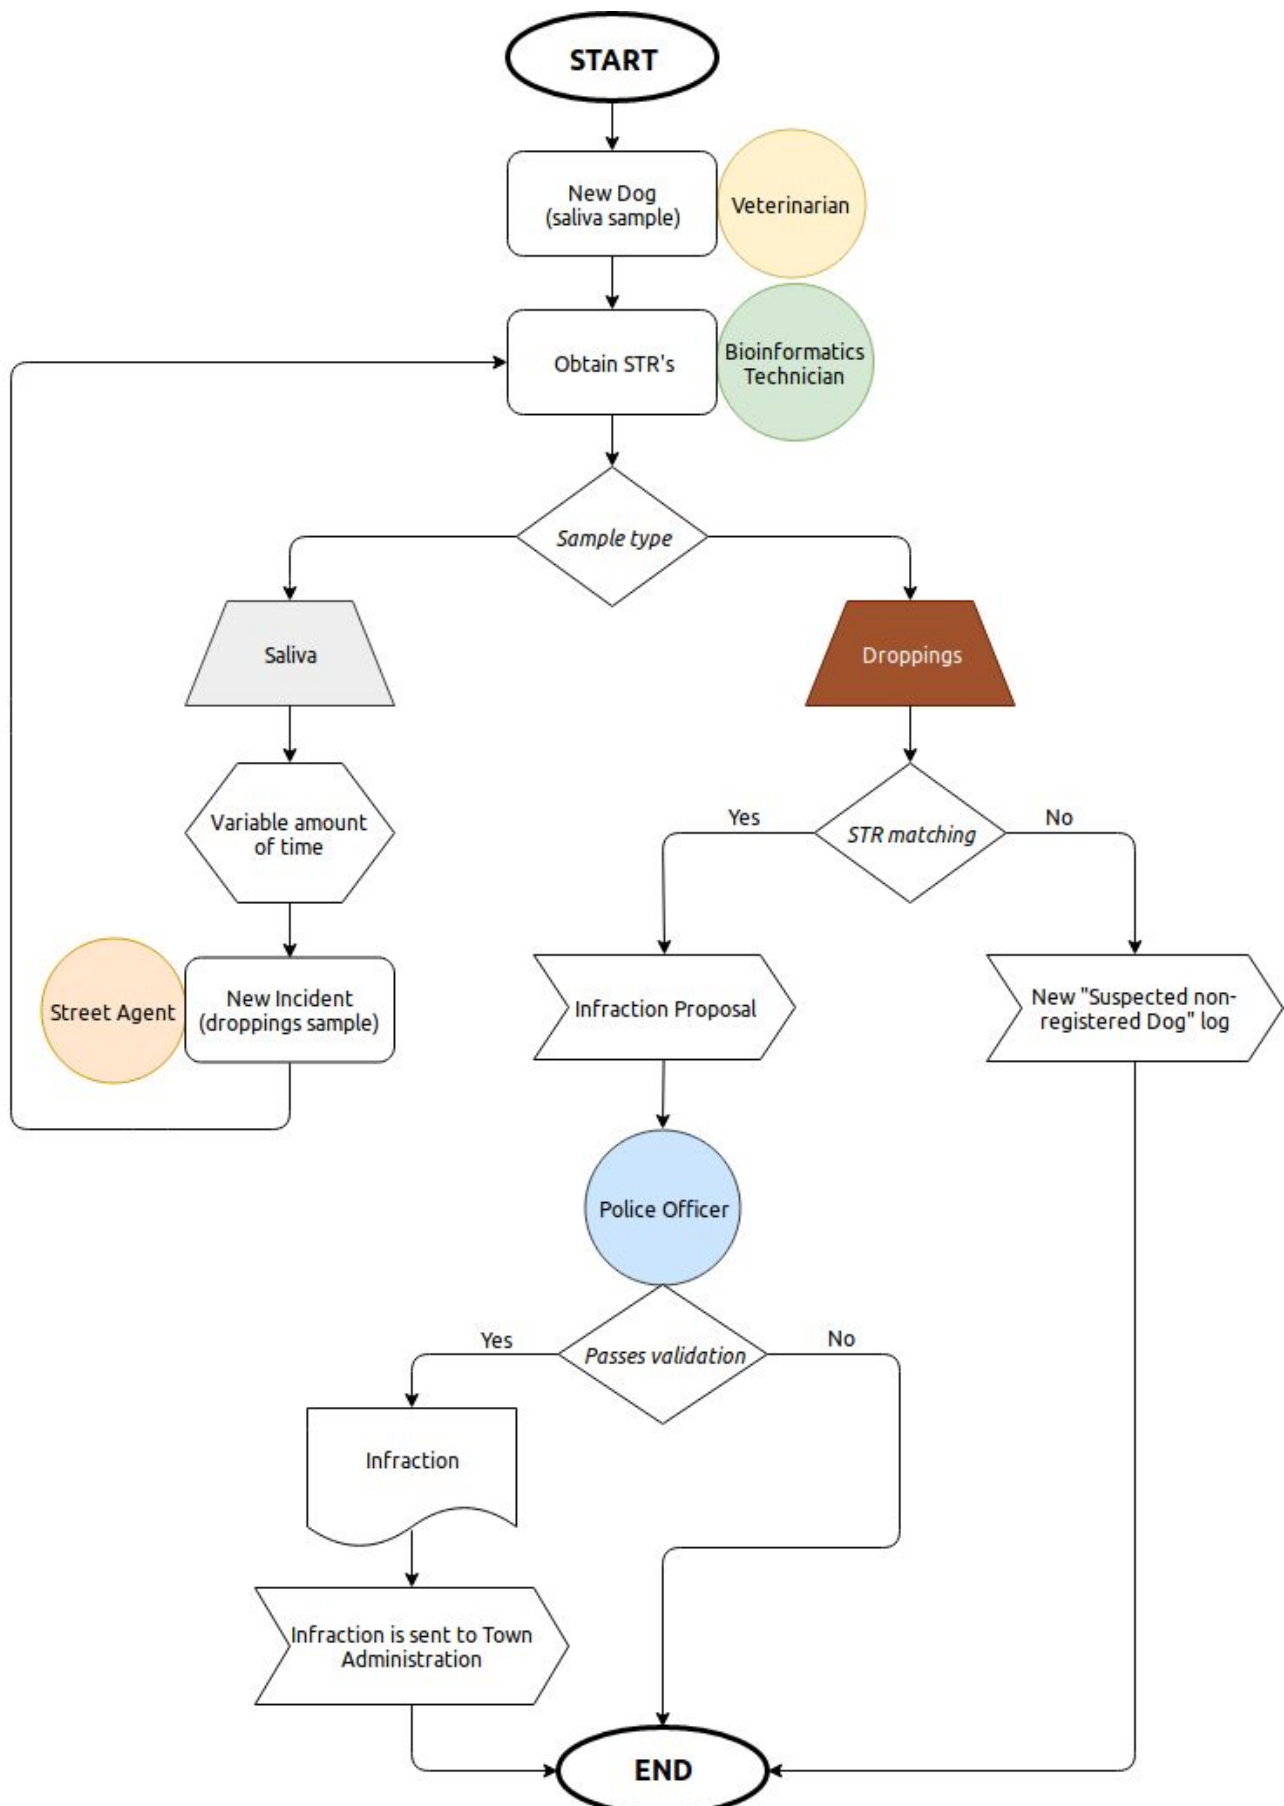 START
New Dog
(saliva sample)
Veterinarian
Obtain STR's
Bioinformatics
Technician
Sample type
Saliva
Droppings
Variable amount
of time
Yes
STR matching
No
Street Agent
New Incident
(droppings sample)
Infraction Proposal
New "Suspected non-
registered Dog" log
Police Officer
Yes
Passes validation
No
Infraction
Infraction is sent to Town
Administration
END